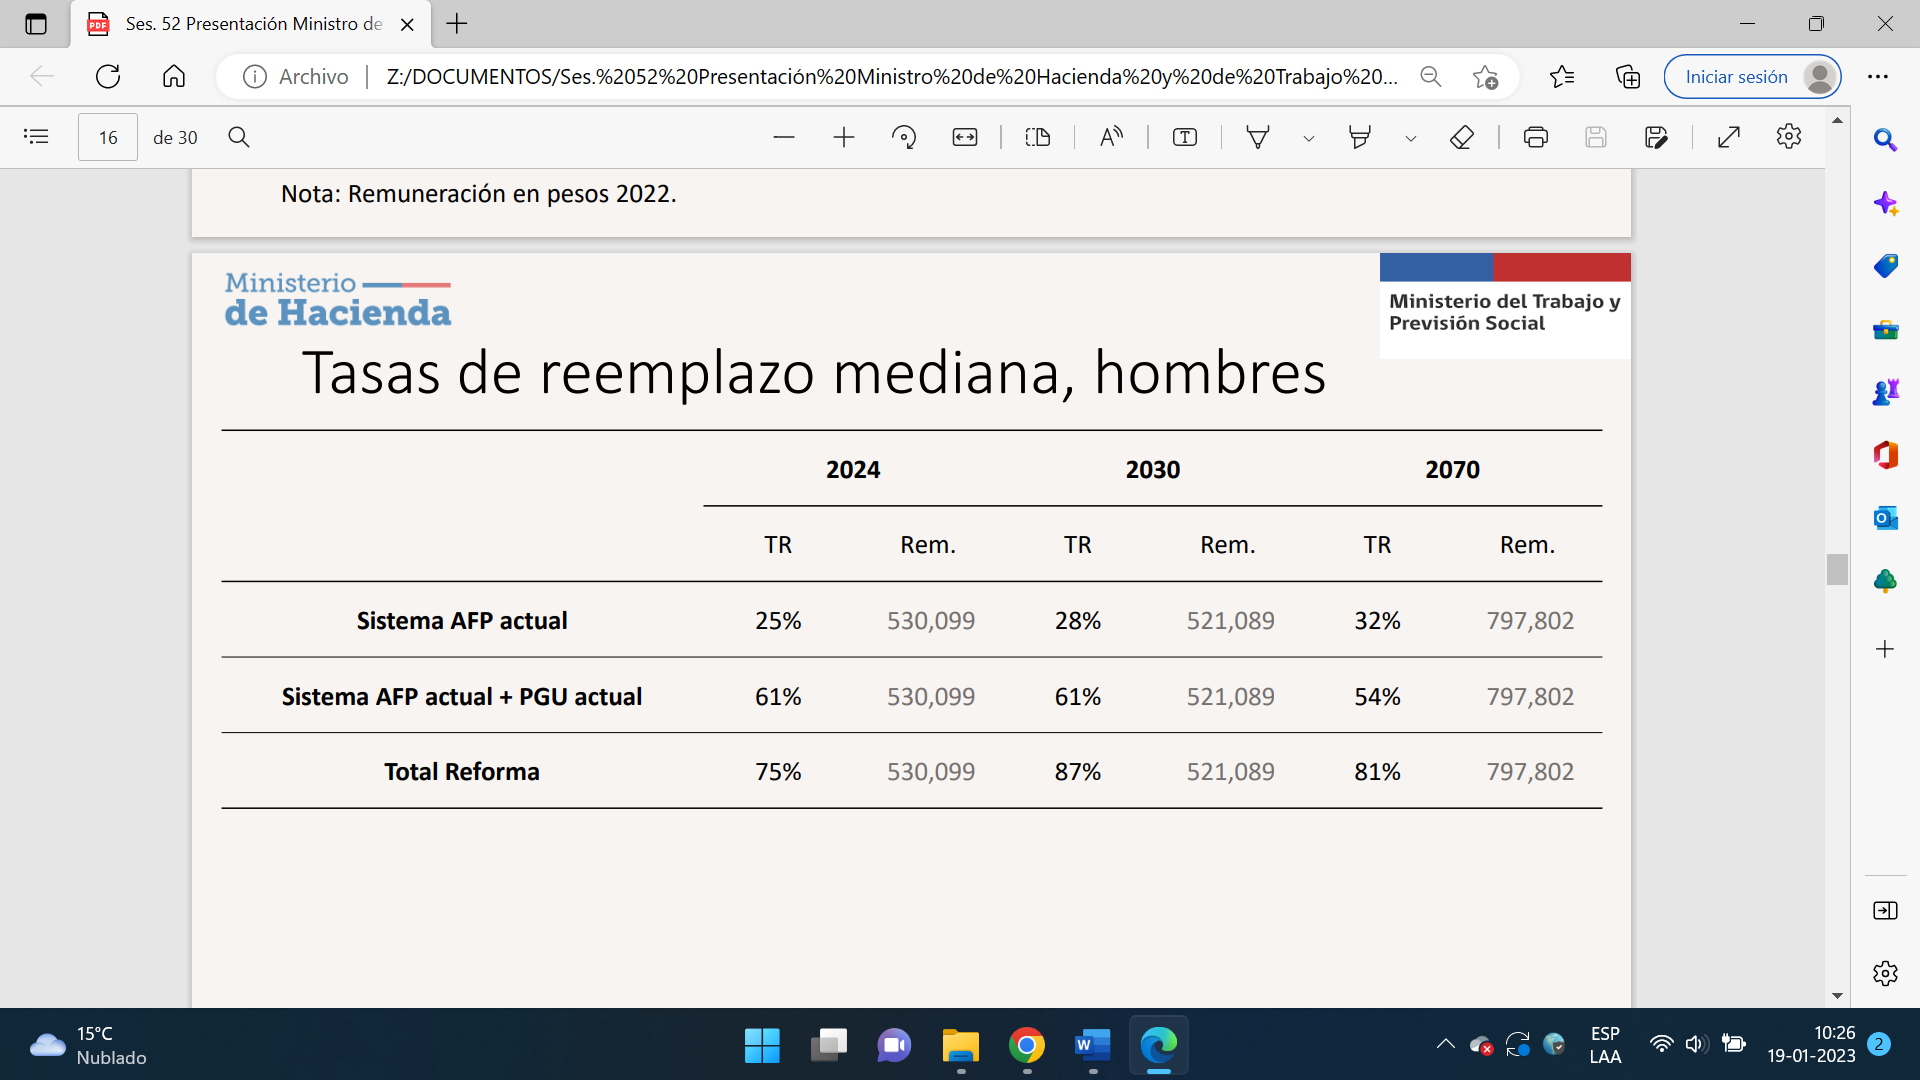 Ses. 52 Presentación Ministro de
Archivo
Z:/DOCUMENTOS/Ses.%2052%20Presentación%20Ministro%20de%20Hacienda%20y%20de%20Trabajo%20...
Iniciar sesión
16 de 30
Nota: Remuneración en pesos 2022.
Ministerio
de Hacienda
Ministerio del Trabajo y
Previsión Social
Tasas de reemplazo mediana, hombres
2024 2030 2070
TR Rem. TR Rem. TR Rem.
Sistema AFP actual 25% 530,099 28% 521,089 32% 797,802
Sistema AFP actual + PGU actual 61% 530,099 61% 521,089 54% 797,802
Total Reforma 75% 530,099 87% 521,089 81% 797,802
15°C
Nublado
ESP
LAA
10:26
19-01-2023
2